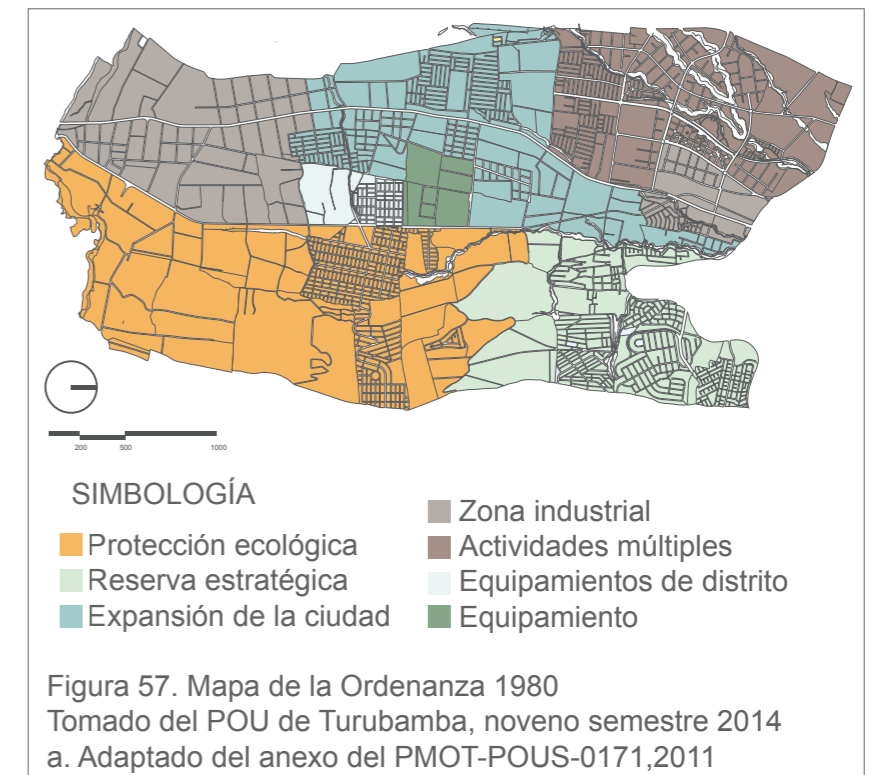 200 500 1000
SIMBOLOGÍA
Protección ecológica
Reserva estratégica
Expansión de la ciudad
Zona industrial
Actividades múltiples
Equipamientos de distrito
Equipamiento
Figura 57. Mapa de la Ordenanza 1980
Tomado del POU de Turubamba, noveno semestre 2014
a. Adaptado del anexo del PMOT-POUS-0171,2011